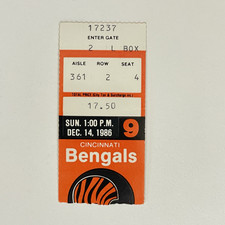 17237
ENTER GATE
2 L BOX
AISLE ROW SEAT
361 2 4
17.50
SUN. 1:00 P.M.
DEC. 14, 1986
9
CINCINNATI
Bengals